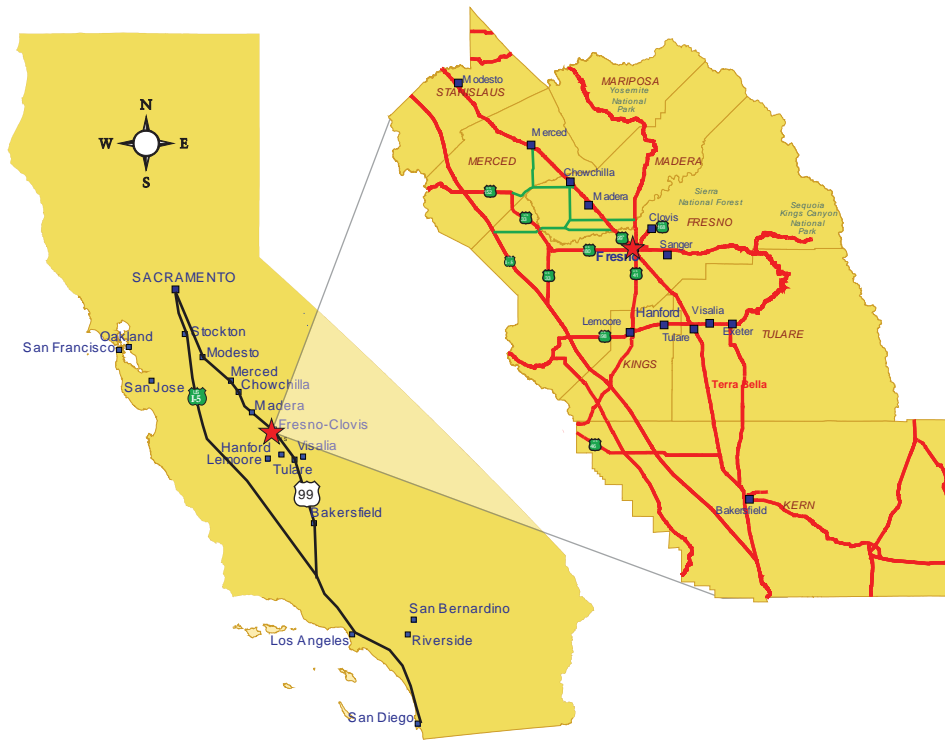 N
W
E
S
SACRAMENTO
Stockton
Oakland
San Francisco
Modesto
Merced
San Jose
Chowchilla
I-5
Madera
Fresno-Clovis
Hanford
Visalia
Lemoore
Tulare
99
Bakersfield
San Bernardino
Los Angeles
Riverside
San Diego
Modesto
STANISLAUS
MARIPOSA
Yosemite
National
Park
Merced
MERCED
MADERA
Chowchilla
Madera
Sierra
National Forest
Sequoia
Kings Canyon
National
Park
Clovis
FRESNO
Sanger
Fresno
41
Lemoore
Hanford
Visalia
Tulare
Exeter
TULARE
KINGS
Terra Bella
Bakersfield
KERN